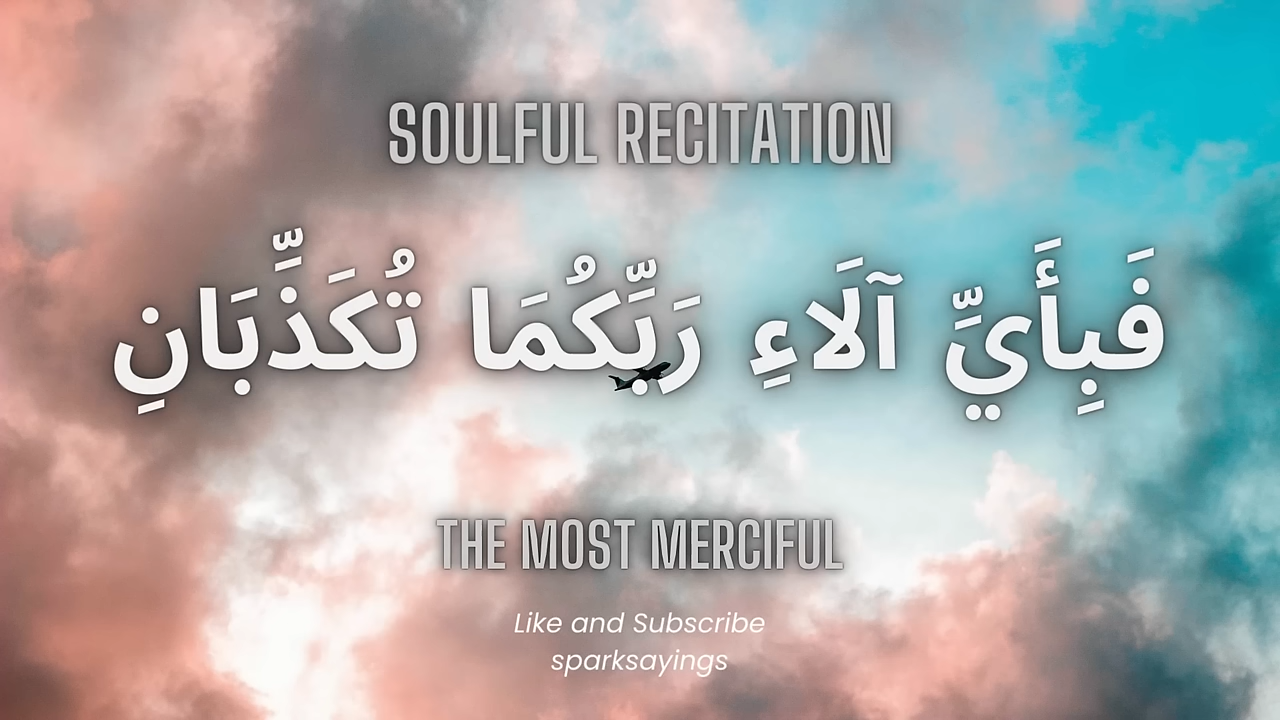 SOULFUL RECITATION
فَبِأَيِّ آلَاءِ رَبِّكُمَا تُكَذِّبَانِ
THE MOST MERCIFUL
Like and Subscribe
sparksayings